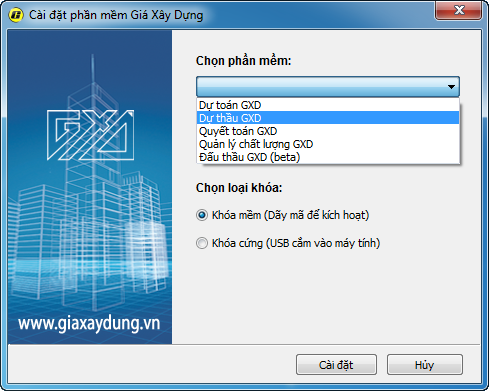 Cài đặt phần mềm Giá Xây Dựng
GXD
www.giaxaydung.vn
Chọn phần mềm:
Dự toán GXD
Dự thầu GXD
Quyết toán GXD
Quản lý chất lượng GXD
Đấu thầu GXD (beta)
Chọn loại khóa:
Khóa mềm (Dãy mã để kích hoạt)
Khóa cứng (USB cắm vào máy tính)
Cài đặt
Hủy